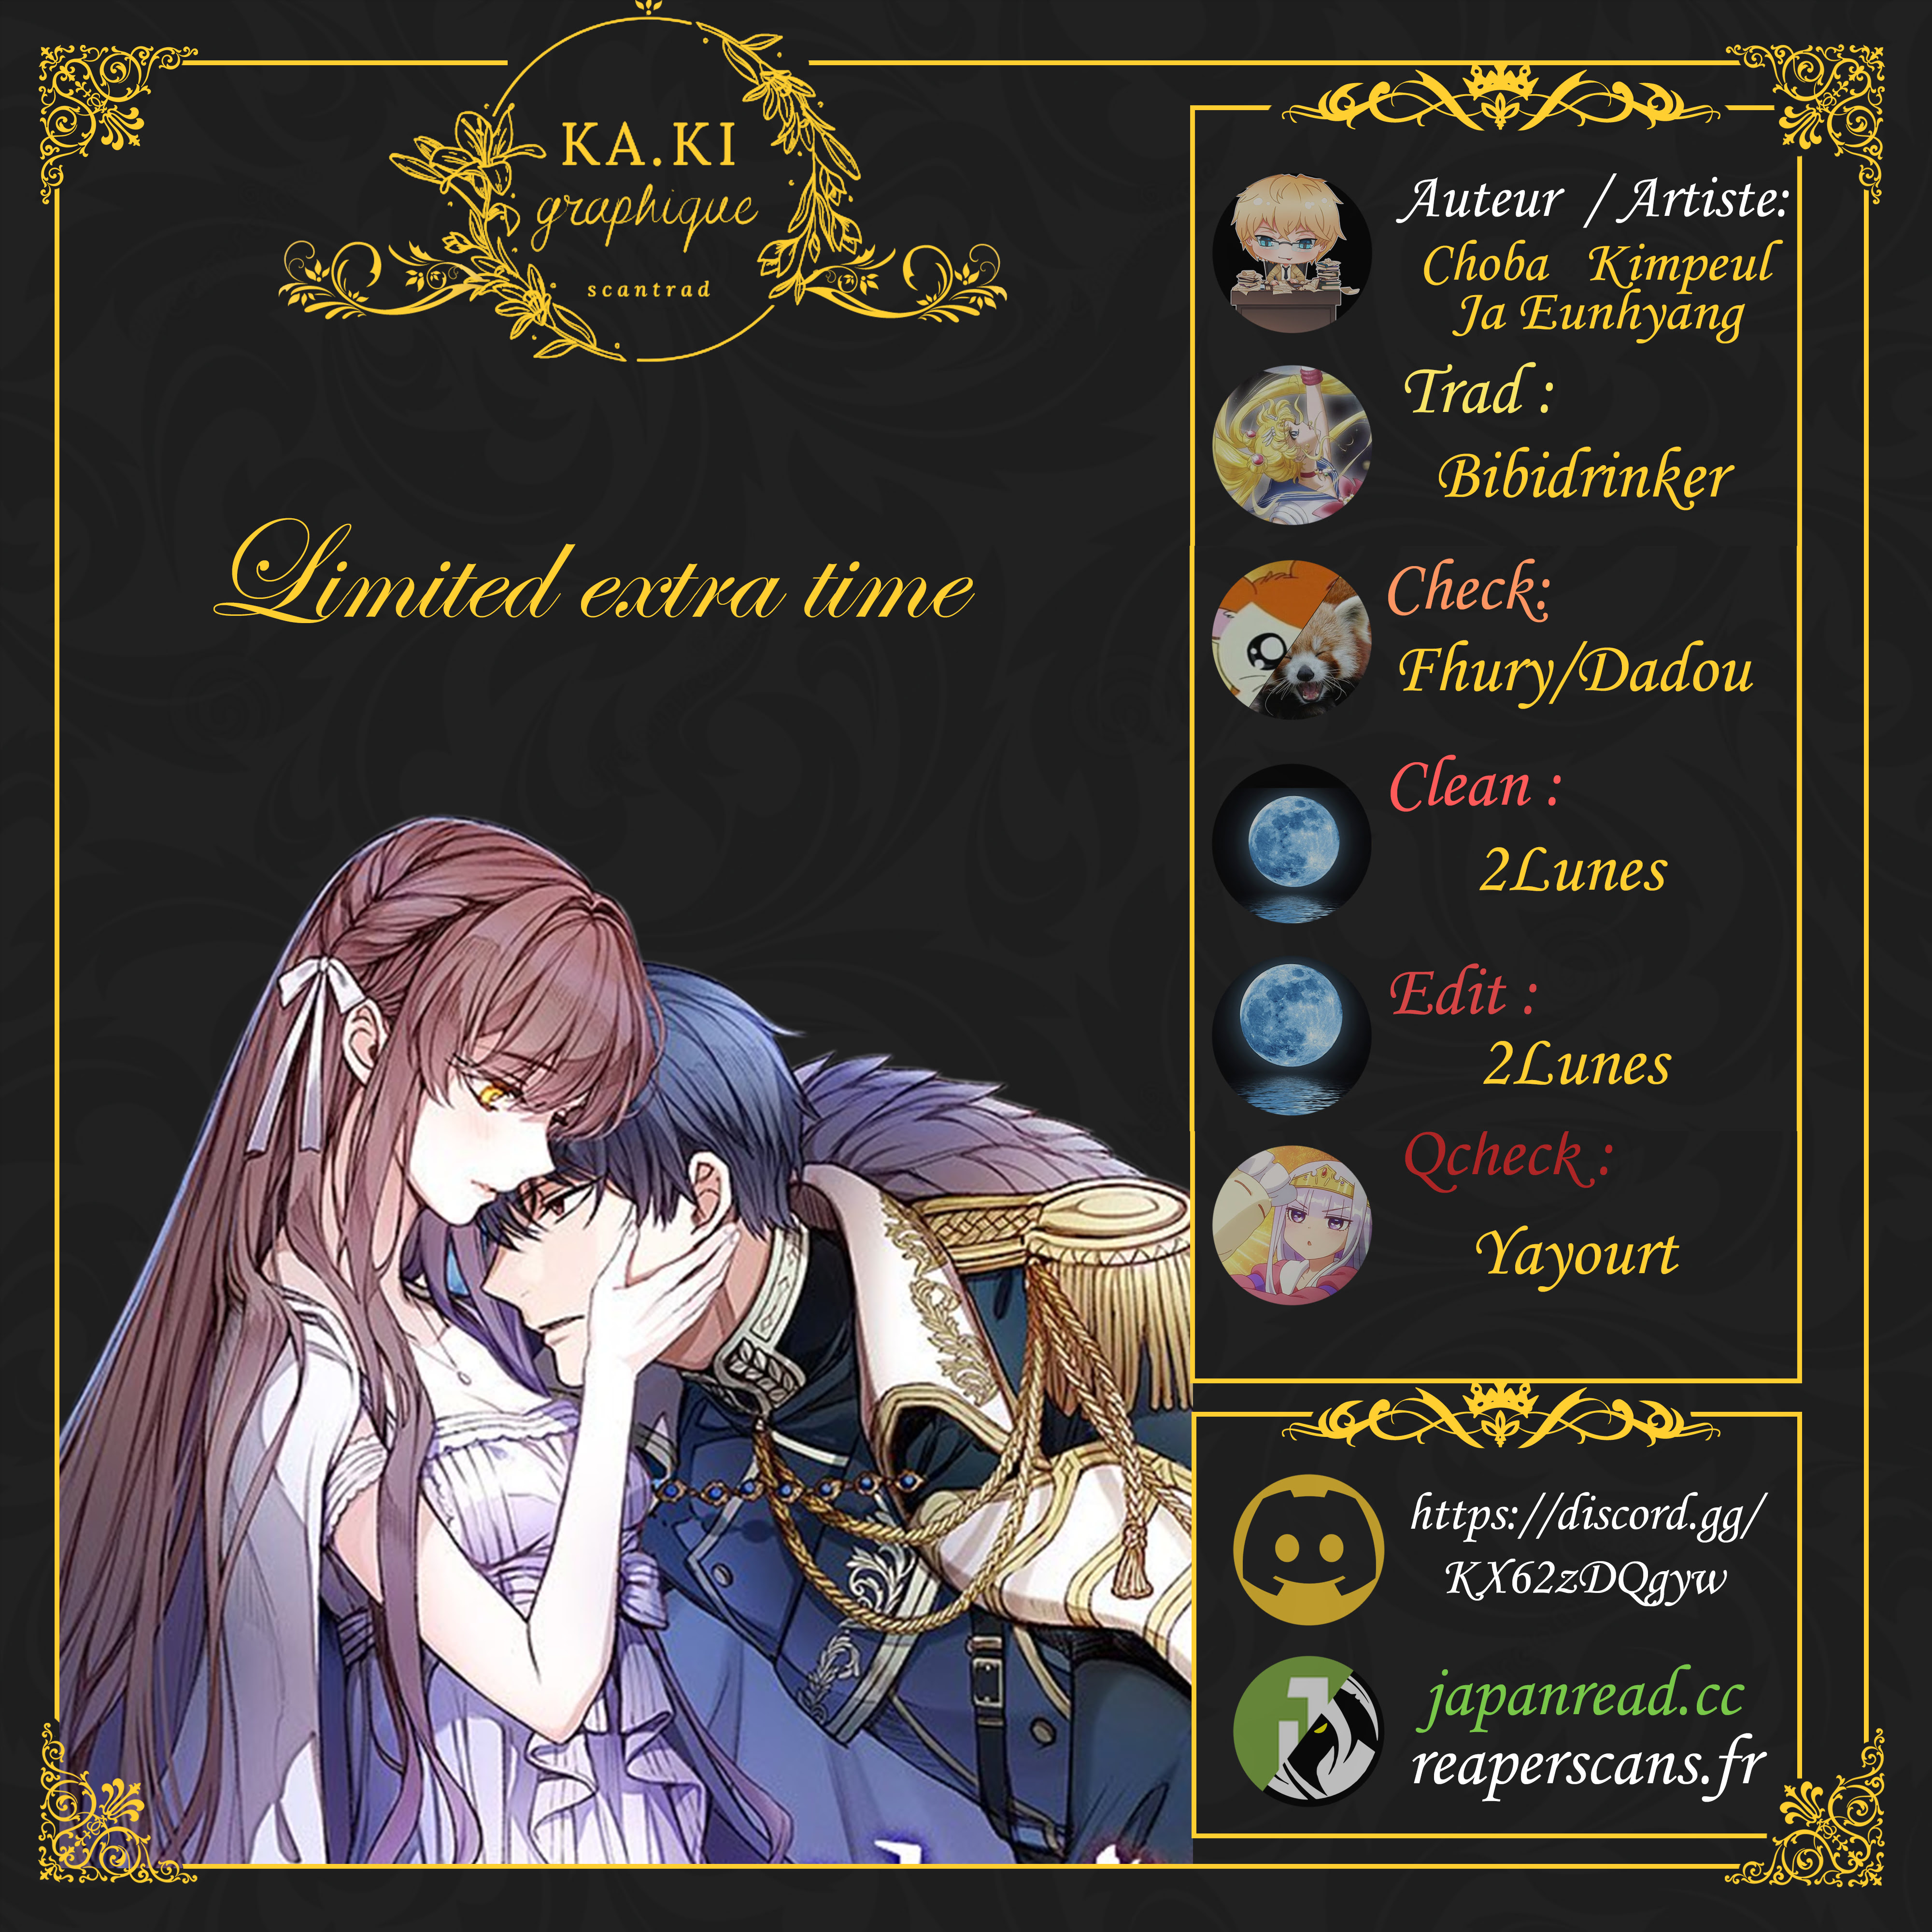 KA.KI
graphique
scantrad
Limited extra time
Auteur / Artiste:
Choba Kimpeul
Ja Eunhyang
Trad :
Bibidrinker
Check:
Fhury/Dadou
Clean :
2Lunes
Edit :
2Lunes
Qcheck :
Yayourt
https://discord.gg/
KX62zDQgyw
japanread.cc
reaperscans.fr